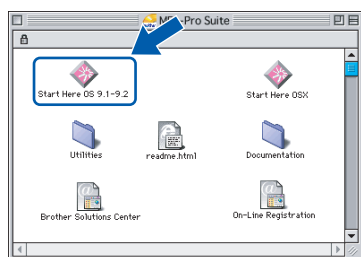 -Pro Suite
Start Here OS 9.1-9.2
Start Here OSX
Utilities
readme.html
Documentation
Brother Solutions Center
On-Line Registration